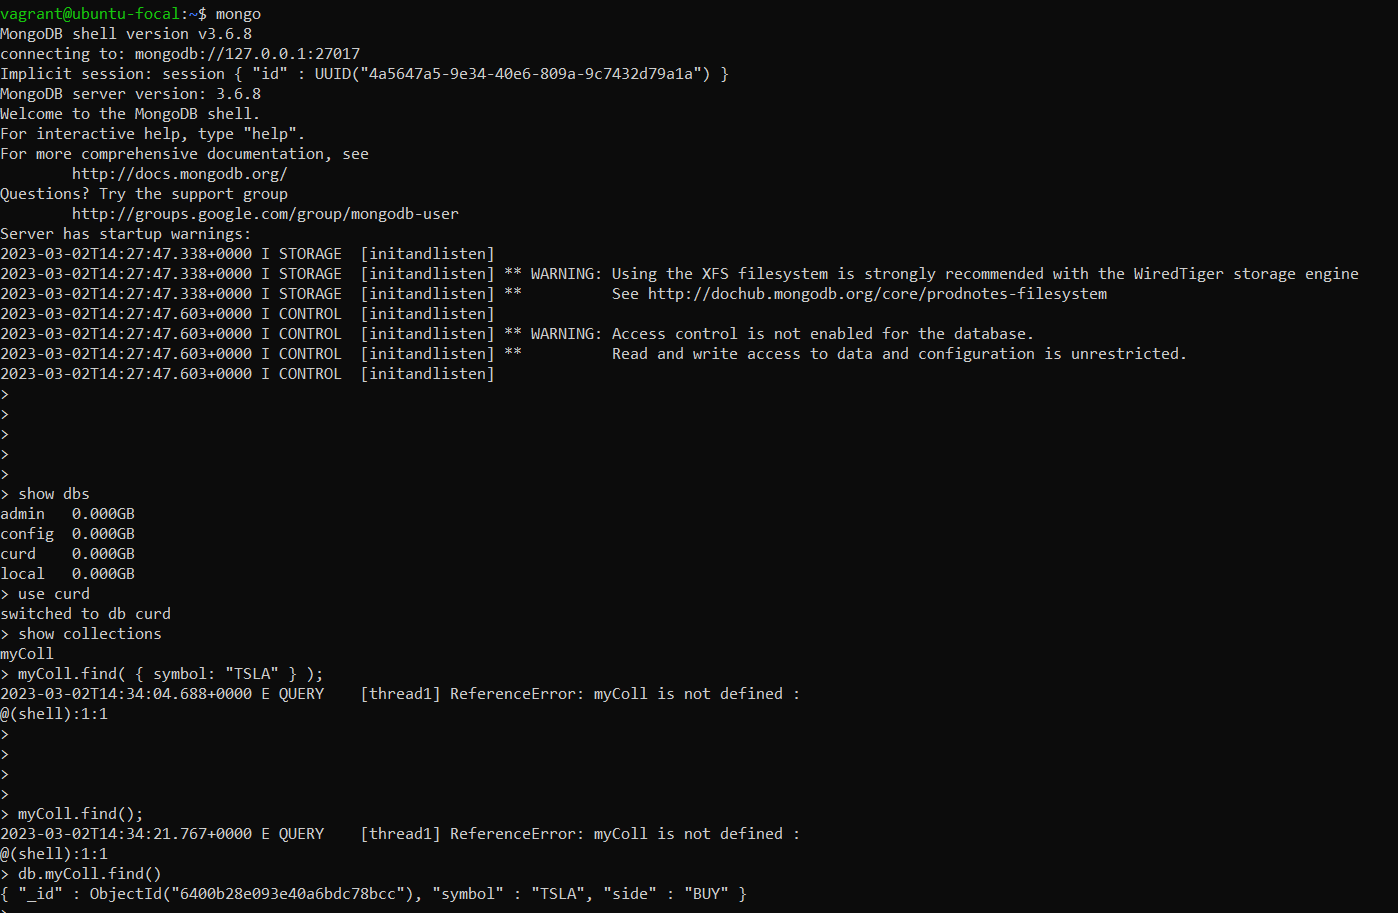 vagrant@ubuntu-focal:~$ mongo
MongoDB shell version v3.6.8
connecting to: mongodb://127.0.0.1:27017
Implicit session: session { "id" : UUID("4a5647a5-9e34-40e6-809a-9c7432d79a1a") }
MongoDB server version: 3.6.8
Welcome to the MongoDB shell.
For interactive help, type "help".
For more comprehensive documentation, see
        http://docs.mongodb.org/
Questions? Try the support group
        http://groups.google.com/group/mongodb-user
Server has startup warnings:
2023-03-02T14:27:47.338+0000 I STORAGE  [initandlisten]
2023-03-02T14:27:47.338+0000 I STORAGE  [initandlisten] ** WARNING: Using the XFS filesystem is strongly recommended with the WiredTiger storage engine
2023-03-02T14:27:47.338+0000 I STORAGE  [initandlisten] **          See http://dochub.mongodb.org/core/prodnotes-filesystem
2023-03-02T14:27:47.603+0000 I CONTROL  [initandlisten]
2023-03-02T14:27:47.603+0000 I CONTROL  [initandlisten] ** WARNING: Access control is not enabled for the database.
2023-03-02T14:27:47.603+0000 I CONTROL  [initandlisten] **          Read and write access to data and configuration is unrestricted.
2023-03-02T14:27:47.603+0000 I CONTROL  [initandlisten]
>
>
>
>
>
> show dbs
admin   0.000GB
config  0.000GB
curd    0.000GB
local   0.000GB
> use curd
switched to db curd
> show collections
myColl
> myColl.find( { symbol: "TSLA" } );
2023-03-02T14:34:04.688+0000 E QUERY    [thread1] ReferenceError: myColl is not defined :
@(shell):1:1
>
>
>
>
> myColl.find();
2023-03-02T14:34:21.767+0000 E QUERY    [thread1] ReferenceError: myColl is not defined :
@(shell):1:1
> db.myColl.find()
{ "_id" : ObjectId("6400b28e093e40a6bdc78bcc"), "symbol" : "TSLA", "side" : "BUY" }
>